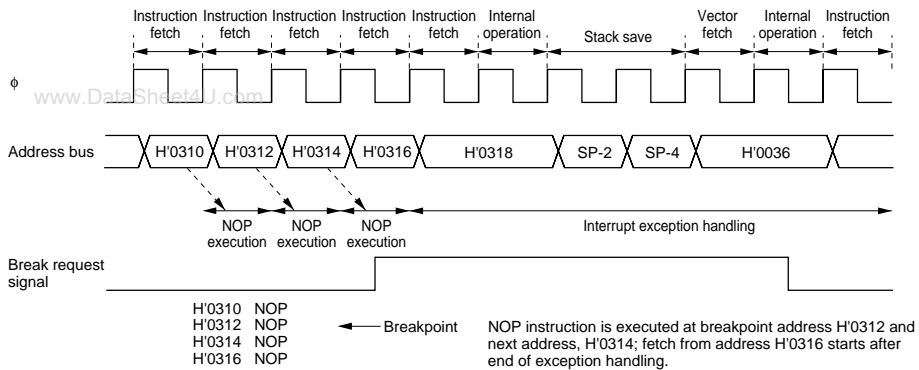 Instruction fetch Instruction fetch Instruction fetch Instruction fetch Instruction fetch Internal operation Stack save Vector fetch Internal operation Instruction fetch
φ
www.DataSheet4U.com
Address bus H'0310 H'0312 H'0314 H'0316 H'0318 SP-2 SP-4 H'0036
NOP execution NOP execution NOP execution Interrupt exception handling
Break request
signal
H'0310 NOP
H'0312 NOP Breakpoint
H'0314 NOP
H'0316 NOP
NOP instruction is executed at breakpoint address H'0312 and
next address, H'0314; fetch from address H'0316 starts after
end of exception handling.